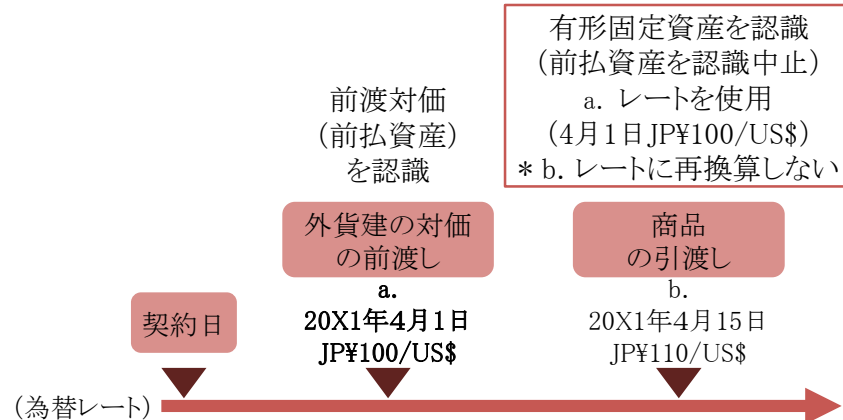 有形固定資産を認識
(前払資産を認識中止)
a. レートを使用
(4月1日JP¥100/US$)
＊b. レートに再換算しない
前渡対価
(前払資産)
を認識
外貨建の対価
の前渡し
商品
の引渡し
契約日
a.
20X1年4月1日
JP¥100/US$
b.
20X1年4月15日
JP¥110/US$
(為替レート)